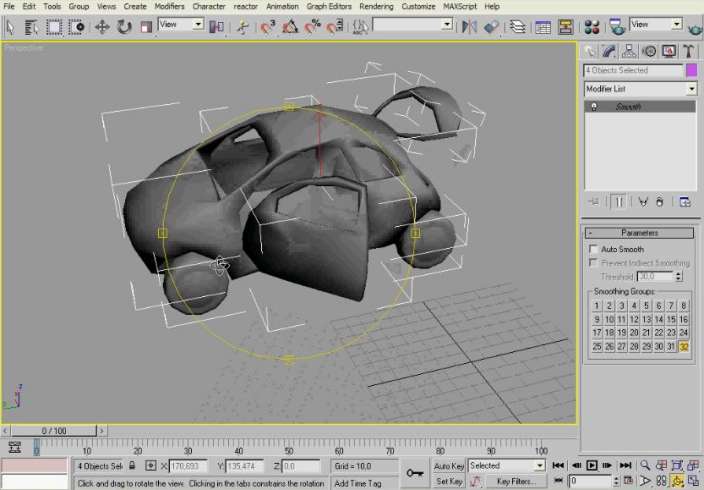 File Edit Tools Group Views Create Modifiers Character reactor Animation Graph Editors Rendering Customize MAXScript Help
View
3
View
Perspective
4 Objects Selected
Modifier List
Smooth
Parameters
Auto Smooth
Prevent Indirect Smoothing
Threshold: 30,0
Smoothing Groups:
1 2 3 4 5 6 7 8
9 10 11 12 13 14 15 16
17 18 19 20 21 22 23 24
25 26 27 28 29 30 31 32
z
0 / 100
0 10 20 30 40 50 60 70 80 90 100
4 Objects Sel X: 170,693 Y: 135,474 Z: 0,0 Grid = 10,0 Auto Key Selected
Click and drag to rotate the view. Clicking in the tabs constrains the rotation Add Time Tag Set Key Key Filters... 0